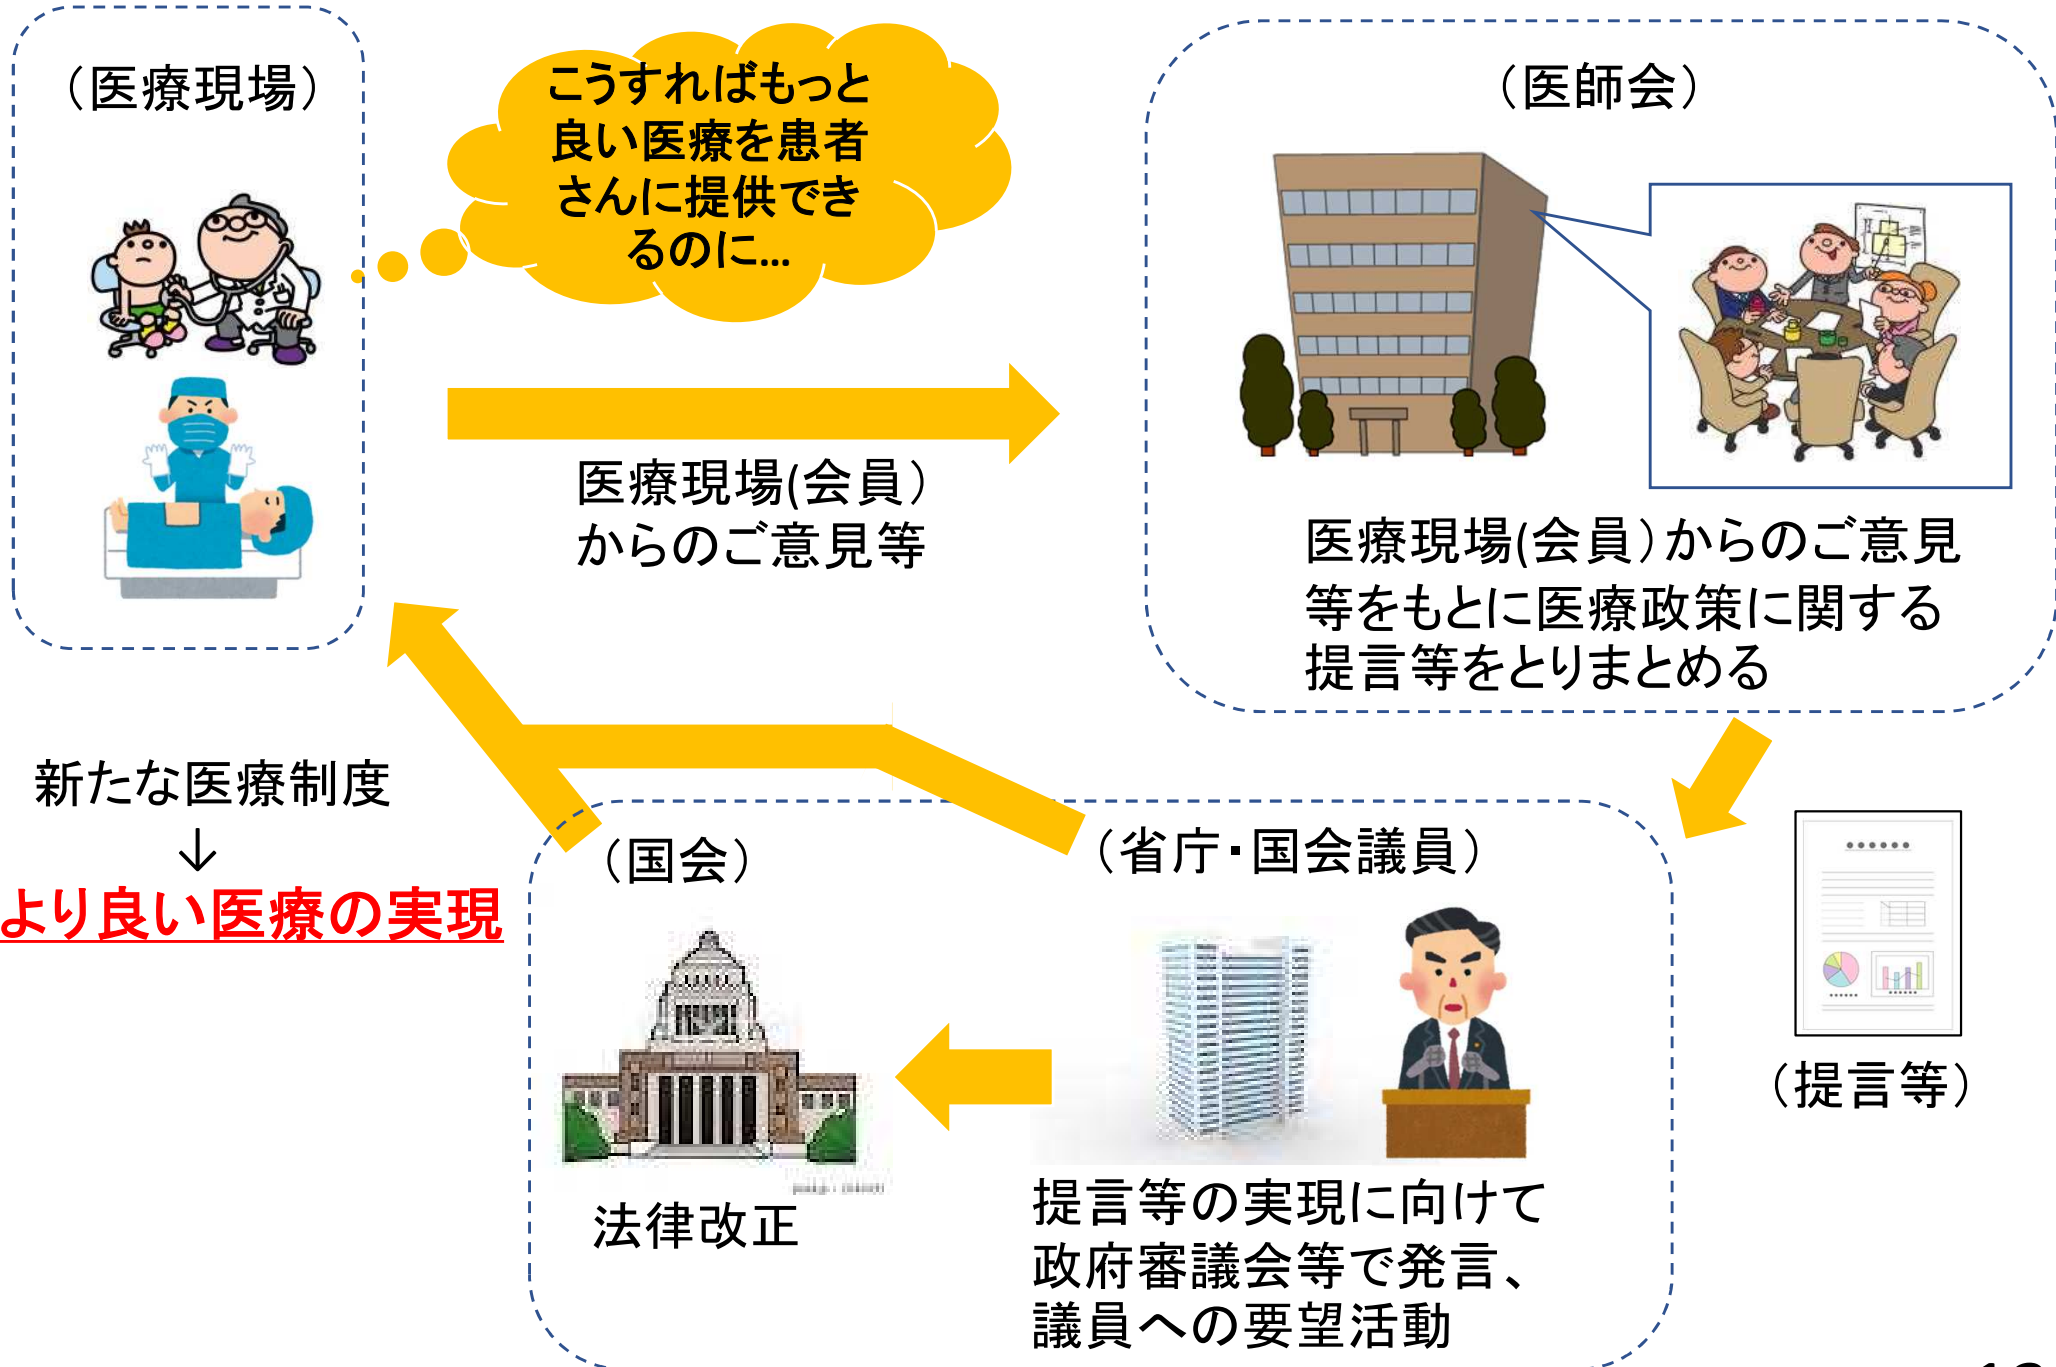 （医療現場）
こうすればもっと
良い医療を患者
さんに提供でき
るのに...
（医師会）
医療現場(会員）
からのご意見等
医療現場(会員）からのご意見
等をもとに医療政策に関する
提言等をとりまとめる
新たな医療制度
↓
より良い医療の実現
（国会）
（省庁・国会議員）
（提言等）
法律改正
提言等の実現に向けて
政府審議会等で発言、
議員への要望活動